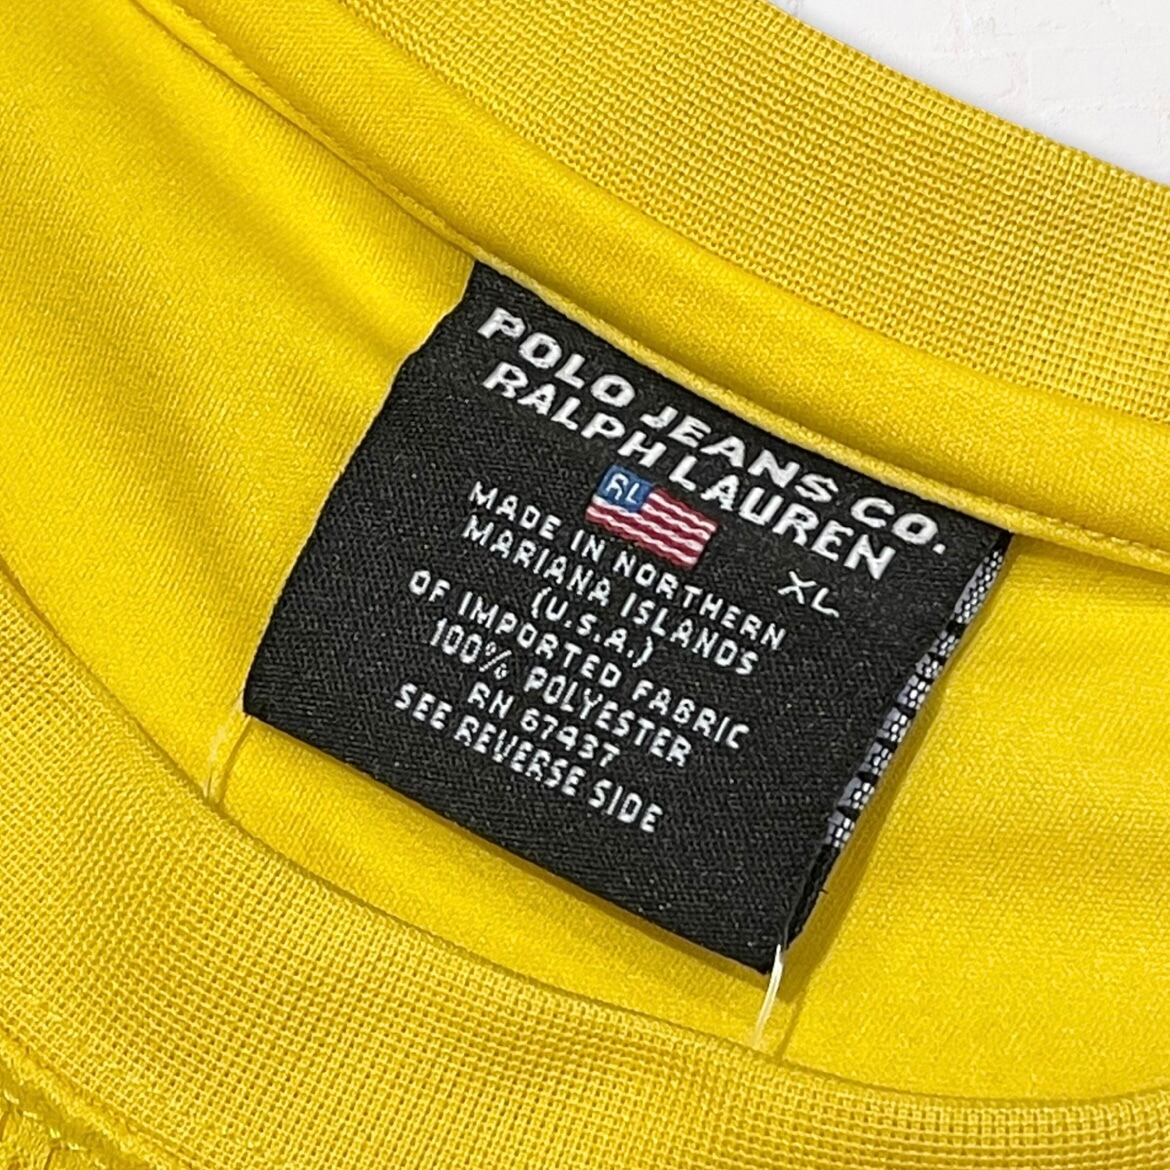 POLO JEANS CO.
RALPH LAUREN
RL
XL
MADE IN NORTHERN
MARIANA ISLANDS
(U.S.A.)
OF IMPORTED FABRIC
100% POLYESTER
RN 67437
SEE REVERSE SIDE